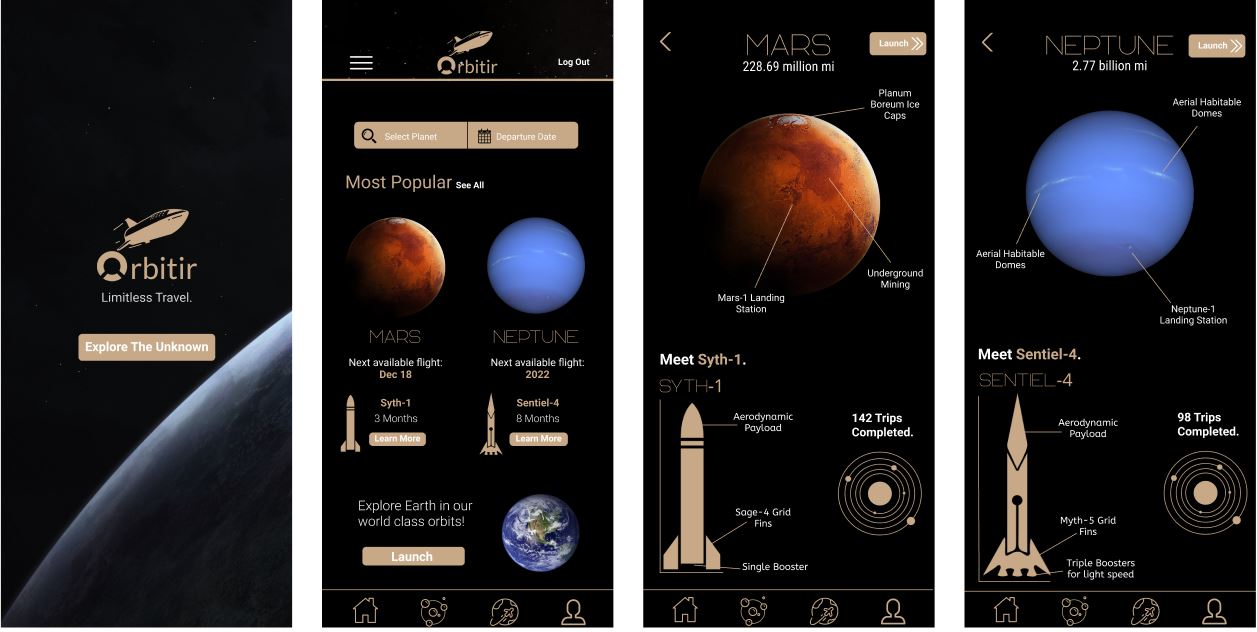 Orbitir
Limitless Travel.
Explore The Unknown
Orbitir
Log Out
Select Planet
Departure Date
Most Popular See All
MARS
Next available flight:
Dec 18
Syth-1
3 Months
Learn More
NEPTUNE
Next available flight:
2022
Sentiel-4
8 Months
Learn More
Explore Earth in our
world class orbits!
Launch
MARS
228.69 million mi
Launch
Planum
Boreum Ice
Caps
Underground
Mining
Mars-1 Landing
Station
Meet Syth-1.
SYTH-1
Aerodynamic
Payload
142 Trips
Completed.
Sage-4 Grid
Fins
Single Booster
NEPTUNE
2.77 billion mi
Launch
Aerial Habitable
Domes
Aerial Habitable
Domes
Neptune-1
Landing Station
Meet Sentiel-4.
SENTIEL-4
Aerodynamic
Payload
98 Trips
Completed.
Myth-5 Grid
Fins
Triple Boosters
for light speed